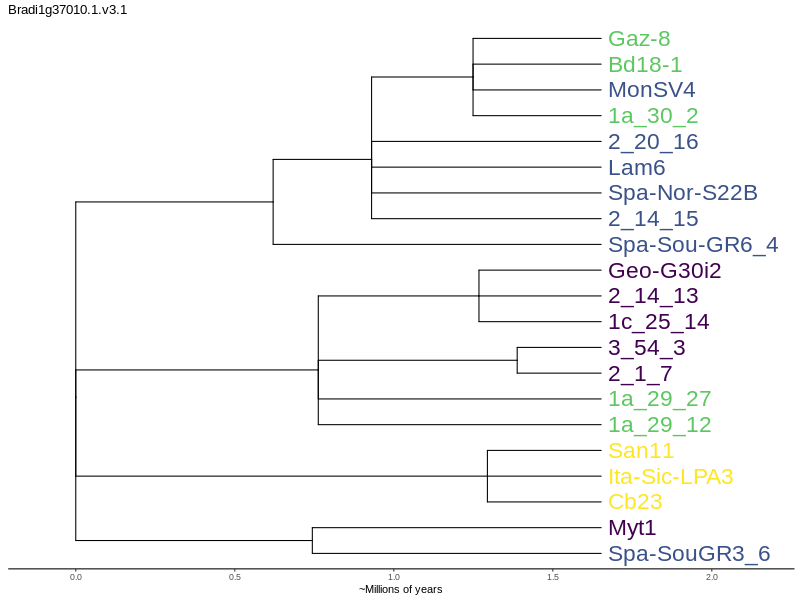 Bradi1g37010.1.v3.1
Gaz-8
Bd18-1
MonSV4
1a_30_2
2_20_16
Lam6
Spa-Nor-S22B
2_14_15
Spa-Sou-GR6_4
Geo-G30i2
2_14_13
1c_25_14
3_54_3
2_1_7
1a_29_27
1a_29_12
San11
Ita-Sic-LPA3
Cb23
Myt1
Spa-SouGR3_6
0.0 0.5 1.0 1.5 2.0
~Millions of years